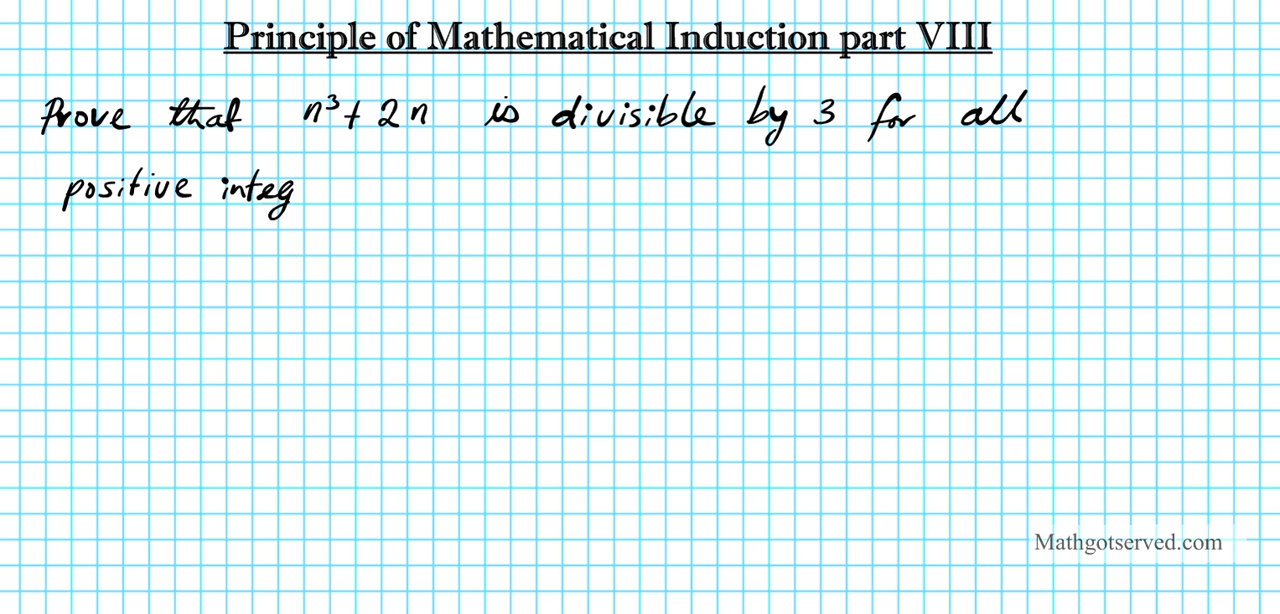 Principle of Mathematical Induction part VIII
Prove that n³+ 2n is divisible by 3 for all
positive integ
Mathgotserved.com